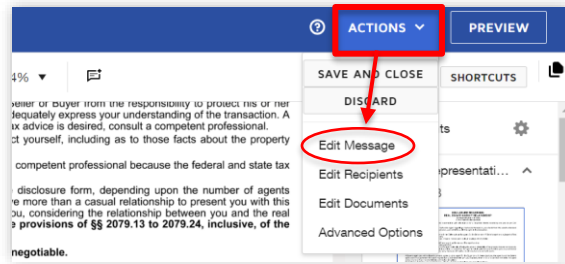 ACTIONS
PREVIEW
4%
SAVE AND CLOSE
SHORTCUTS
DISCARD
Seller or Buyer from the responsibility to protect his or her
dequately express your understanding of the transaction. A
x advice is desired, consult a competent professional.
ct yourself, including as to those facts about the property
competent professional because the federal and state tax
disclosure form, depending upon the number of agents
e more than a casual relationship to present you with this
ou, considering the relationship between you and the real
e provisions of §§ 2079.13 to 2079.24, inclusive, of the
negotiable.
ts
Edit Message
epresentati...
Edit Recipients
Edit Documents
Advanced Options